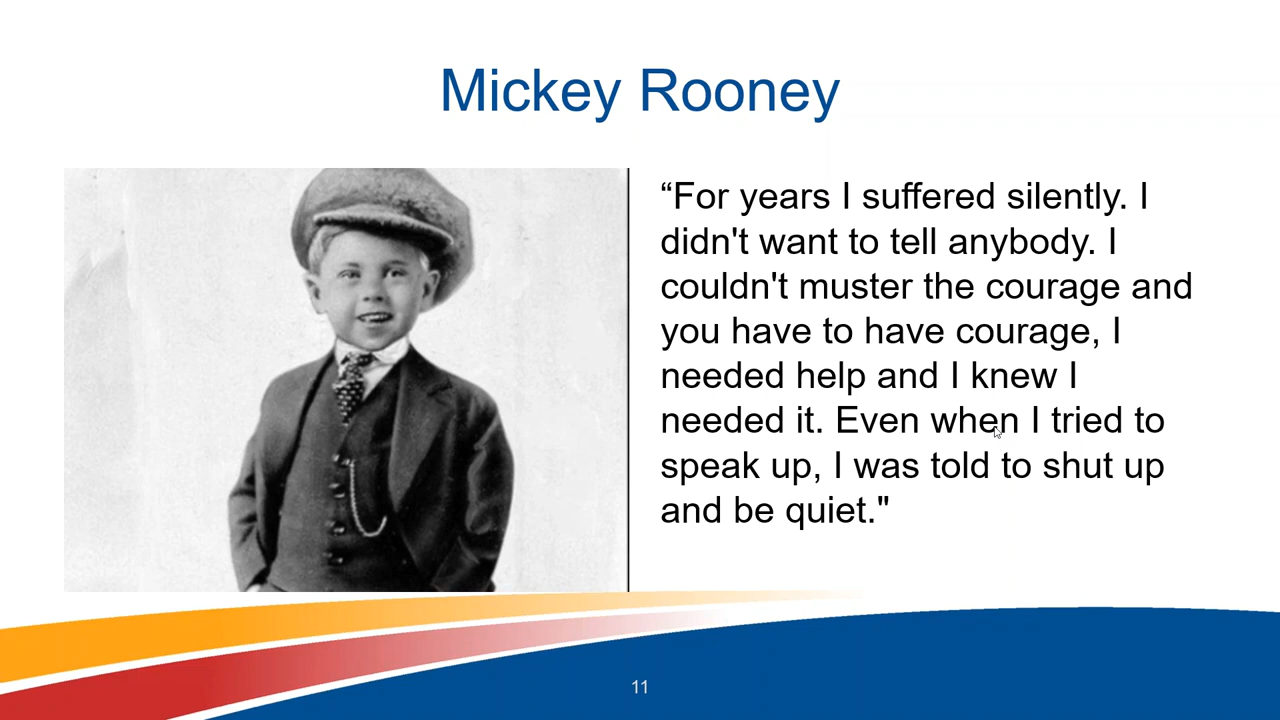 Mickey Rooney
“For years I suffered silently. I
didn't want to tell anybody. I
couldn't muster the courage and
you have to have courage, I
needed help and I knew I
needed it. Even when I tried to
speak up, I was told to shut up
and be quiet."
11